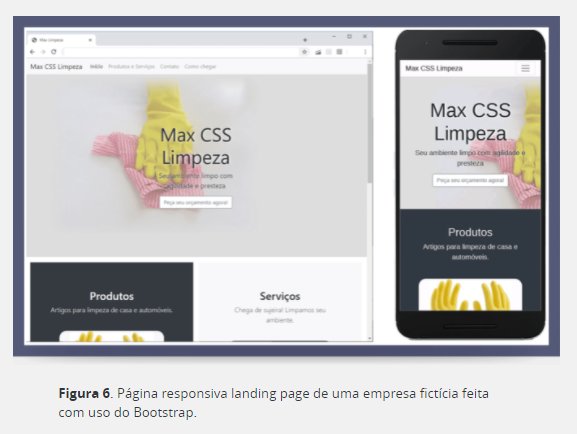 Max CSS Limpeza
Max CSS Limpeza Início Produtos e Serviços Contato Como chegar
Max CSS
Limpeza
Seu ambiente limpo com
agilidade e presteza
Peça seu orçamento agora!
Produtos
Artigos para limpeza de casa e automóveis.
Serviços
Chega de sujeira! Limpamos seu
ambiente.
Max CSS Limpeza
Max CSS
Limpeza
Seu ambiente limpo com agilidade e
presteza
Peça seu orçamento agora!
Produtos
Artigos para limpeza de casa e
automóveis.
Figura 6. Página responsiva landing page de uma empresa fictícia feita
com uso do Bootstrap.